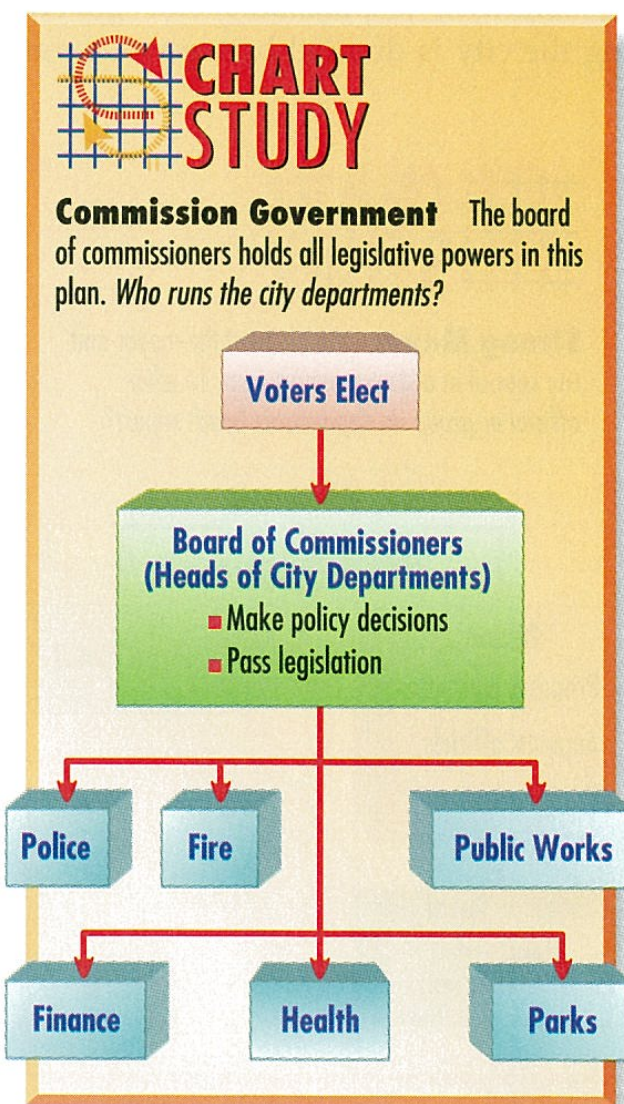 CHART
STUDY
Commission Government The board
of commissioners holds all legislative powers in this
plan. Who runs the city departments?
Voters Elect
Board of Commissioners
(Heads of City Departments)
■ Make policy decisions
■ Pass legislation
Police Fire Public Works
Finance Health Parks